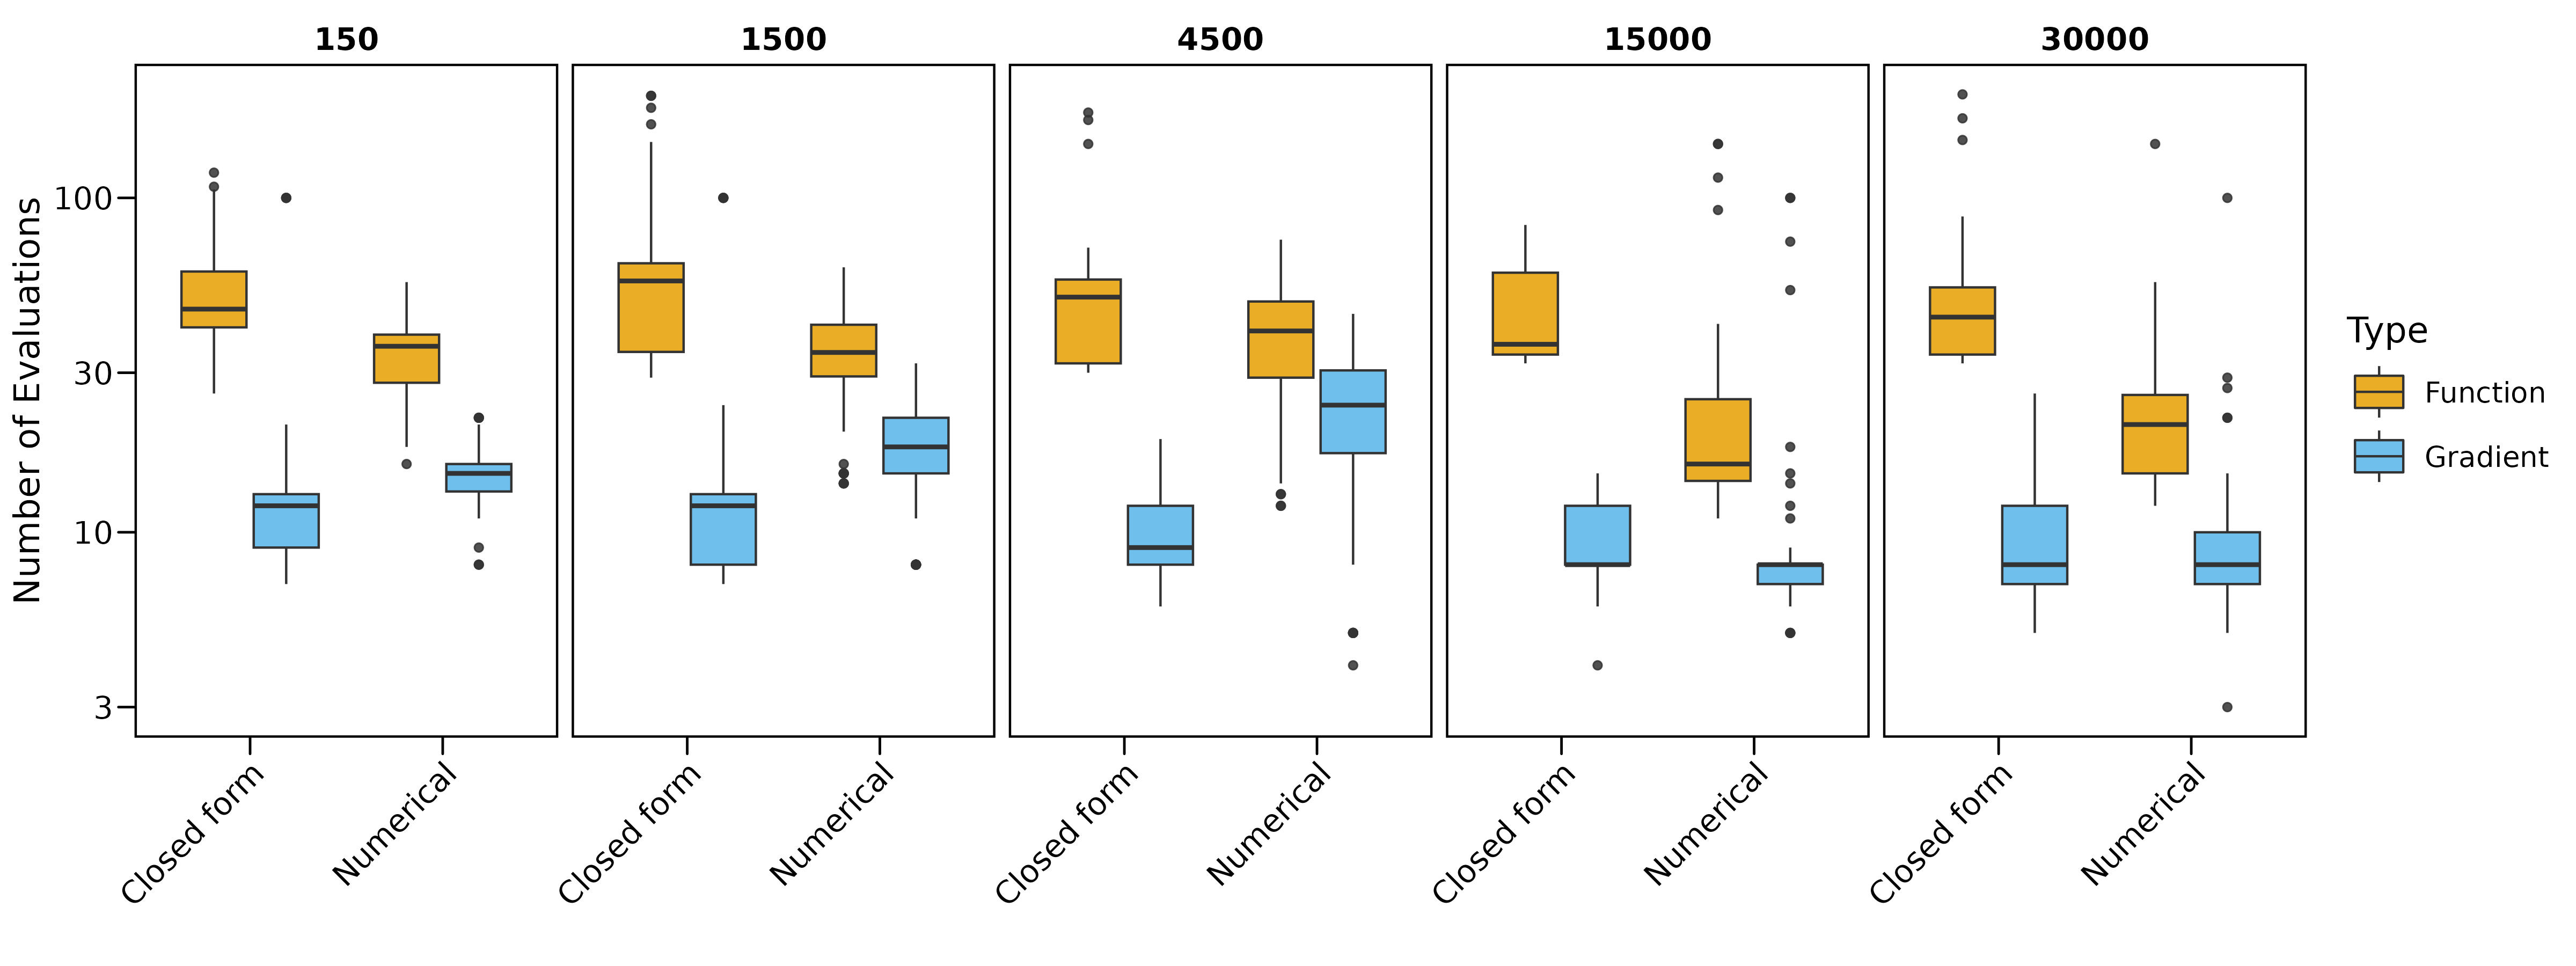 150 1500 4500 15000 30000
Number of Evaluations
100
30
10
3
Closed form Numerical Closed form Numerical Closed form Numerical Closed form Numerical Closed form Numerical
Type
Function
Gradient